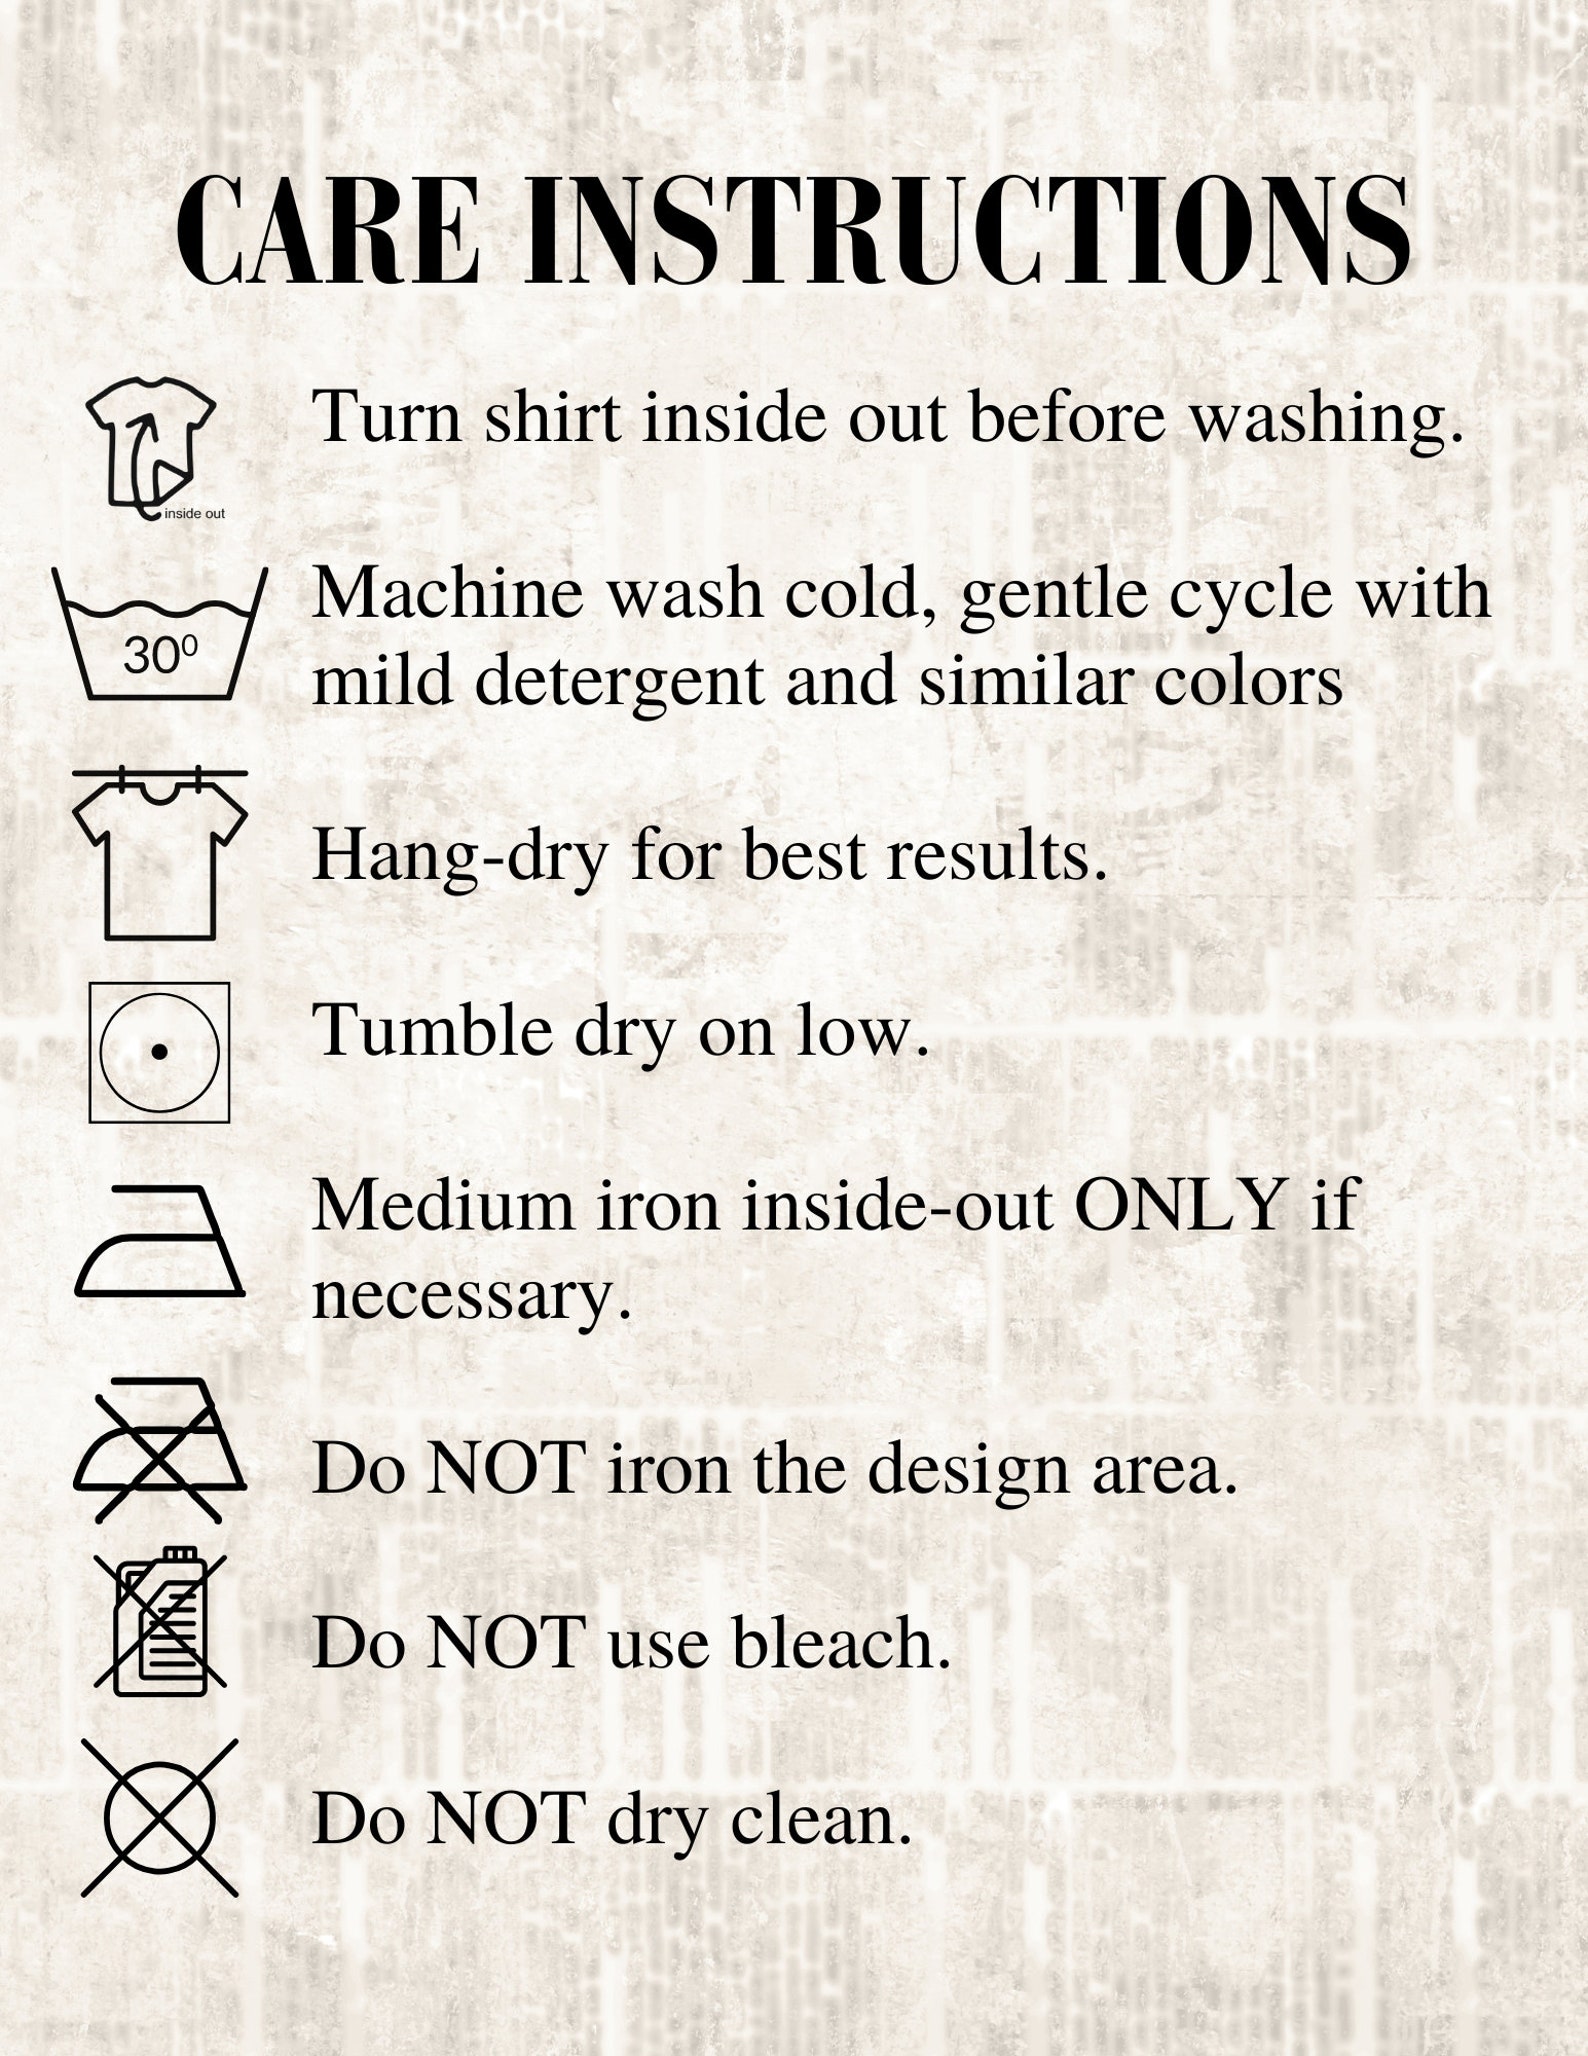 CARE INSTRUCTIONS
Turn shirt inside out before washing.
inside out
Machine wash cold, gentle cycle with
30⁰
mild detergent and similar colors
Hang-dry for best results.
Tumble dry on low.
Medium iron inside-out ONLY if
necessary.
Do NOT iron the design area.
Do NOT use bleach.
Do NOT dry clean.